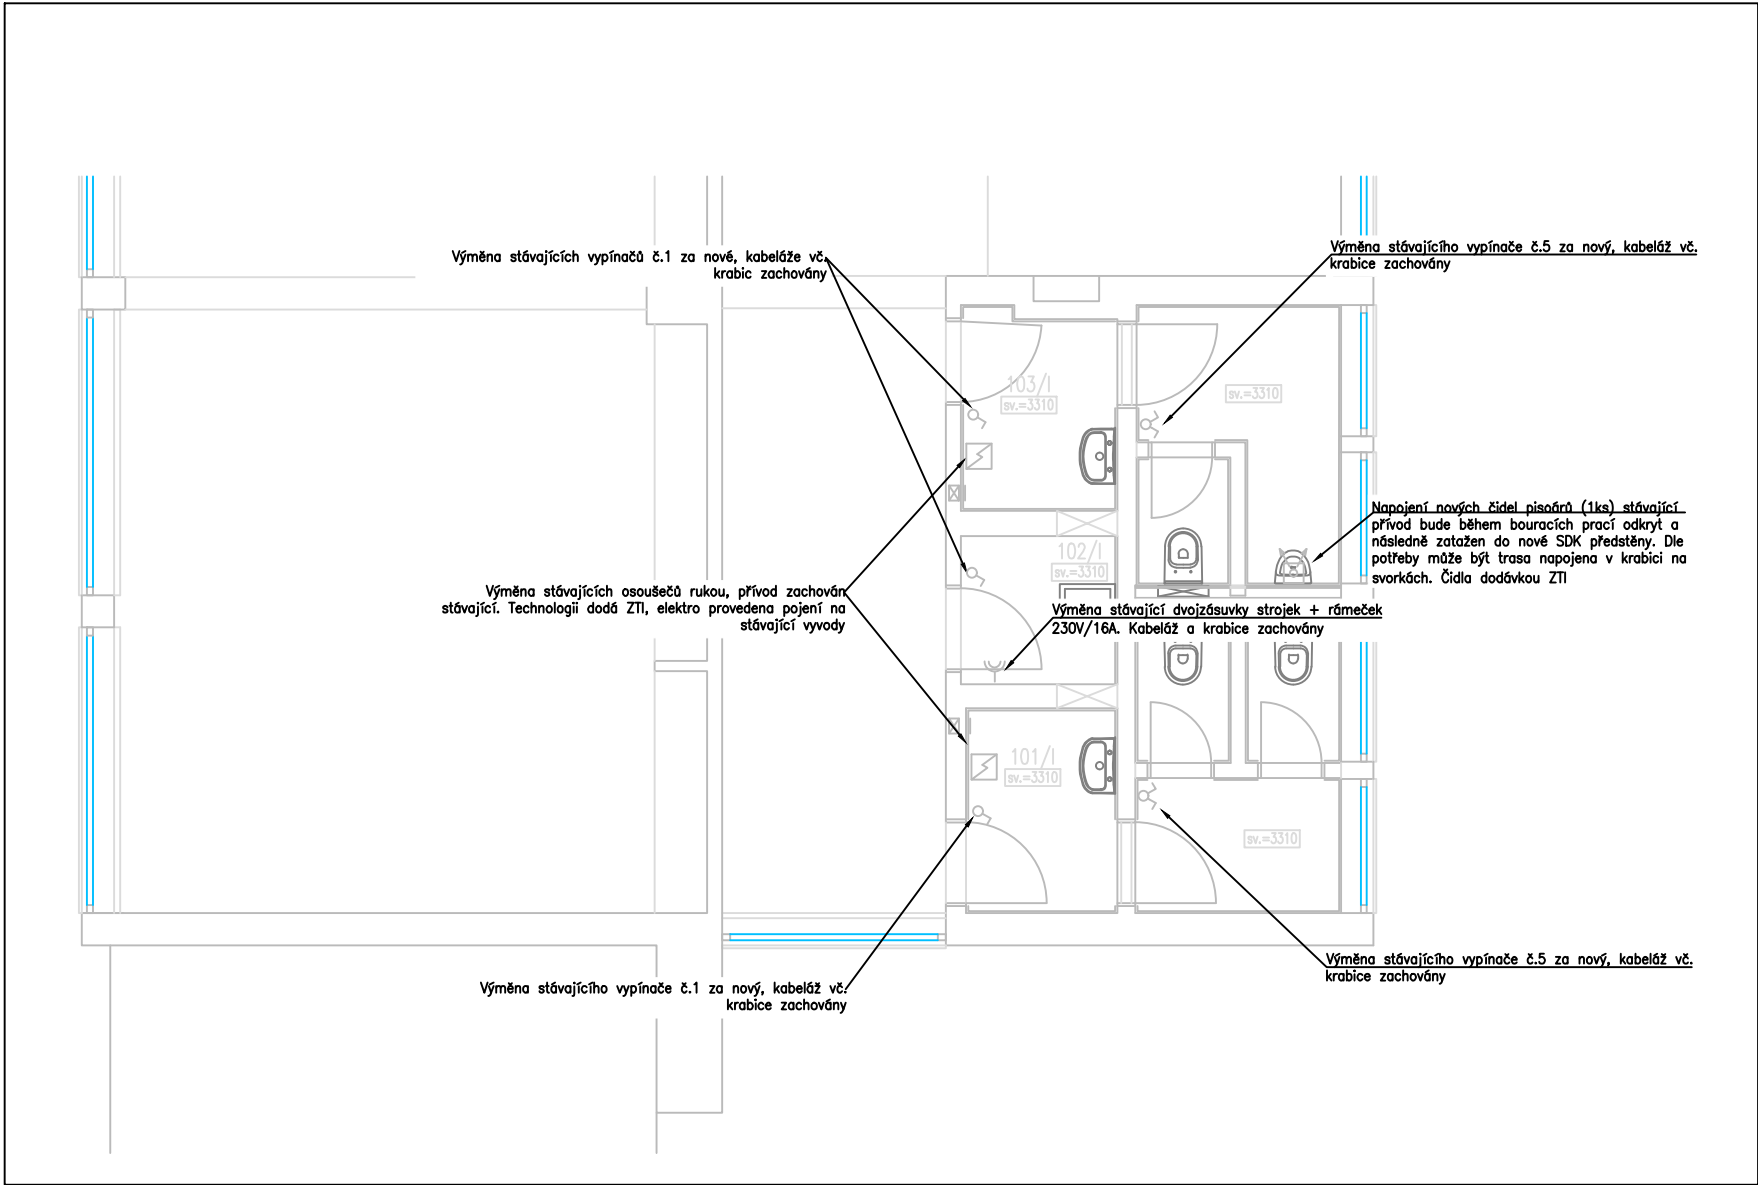 Výměna stávajících vypínačů č.1 za nové, kabeláže vč.
krabic zachovány
Výměna stávajícího vypínače č.5 za nový, kabeláž vč.
krabice zachovány
103/I
sv.=3310
sv.=3310
Napojení nových čidel pisoárů (1ks) stávající
přívod bude během bouracích prací odkryt a
následně zatažen do nové SDK předstěny. Dle
potřeby může být trasa napojena v krabici na
svorkách. Čidla dodávkou ZTI
102/I
sv.=3310
Výměna stávajících osoušečů rukou, přívod zachován
stávající. Technologii dodá ZTI, elektro provedena pojení na
stávající vyvody
Výměna stávající dvojzásuvky strojek + rámeček
230V/16A. Kabeláž a krabice zachovány
101/I
sv.=3310
sv.=3310
Výměna stávajícího vypínače č.1 za nový, kabeláž vč.
krabice zachovány
Výměna stávajícího vypínače č.5 za nový, kabeláž vč.
krabice zachovány